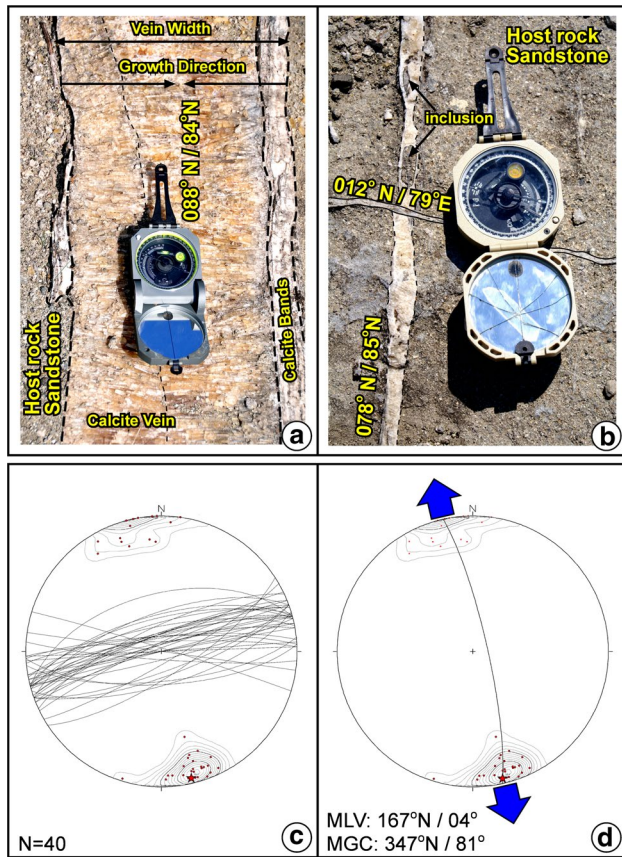 Vein Width
Growth Direction
088° N / 84°N
Host rock
Sandstone
Calcite Bands
Calcite Vein
a
b
Host rock
Sandstone
inclusion
012° N / 79°E
078° N / 85°N
N
N=40
c
N
MLV: 167°N / 04°
MGC: 347°N / 81°
d